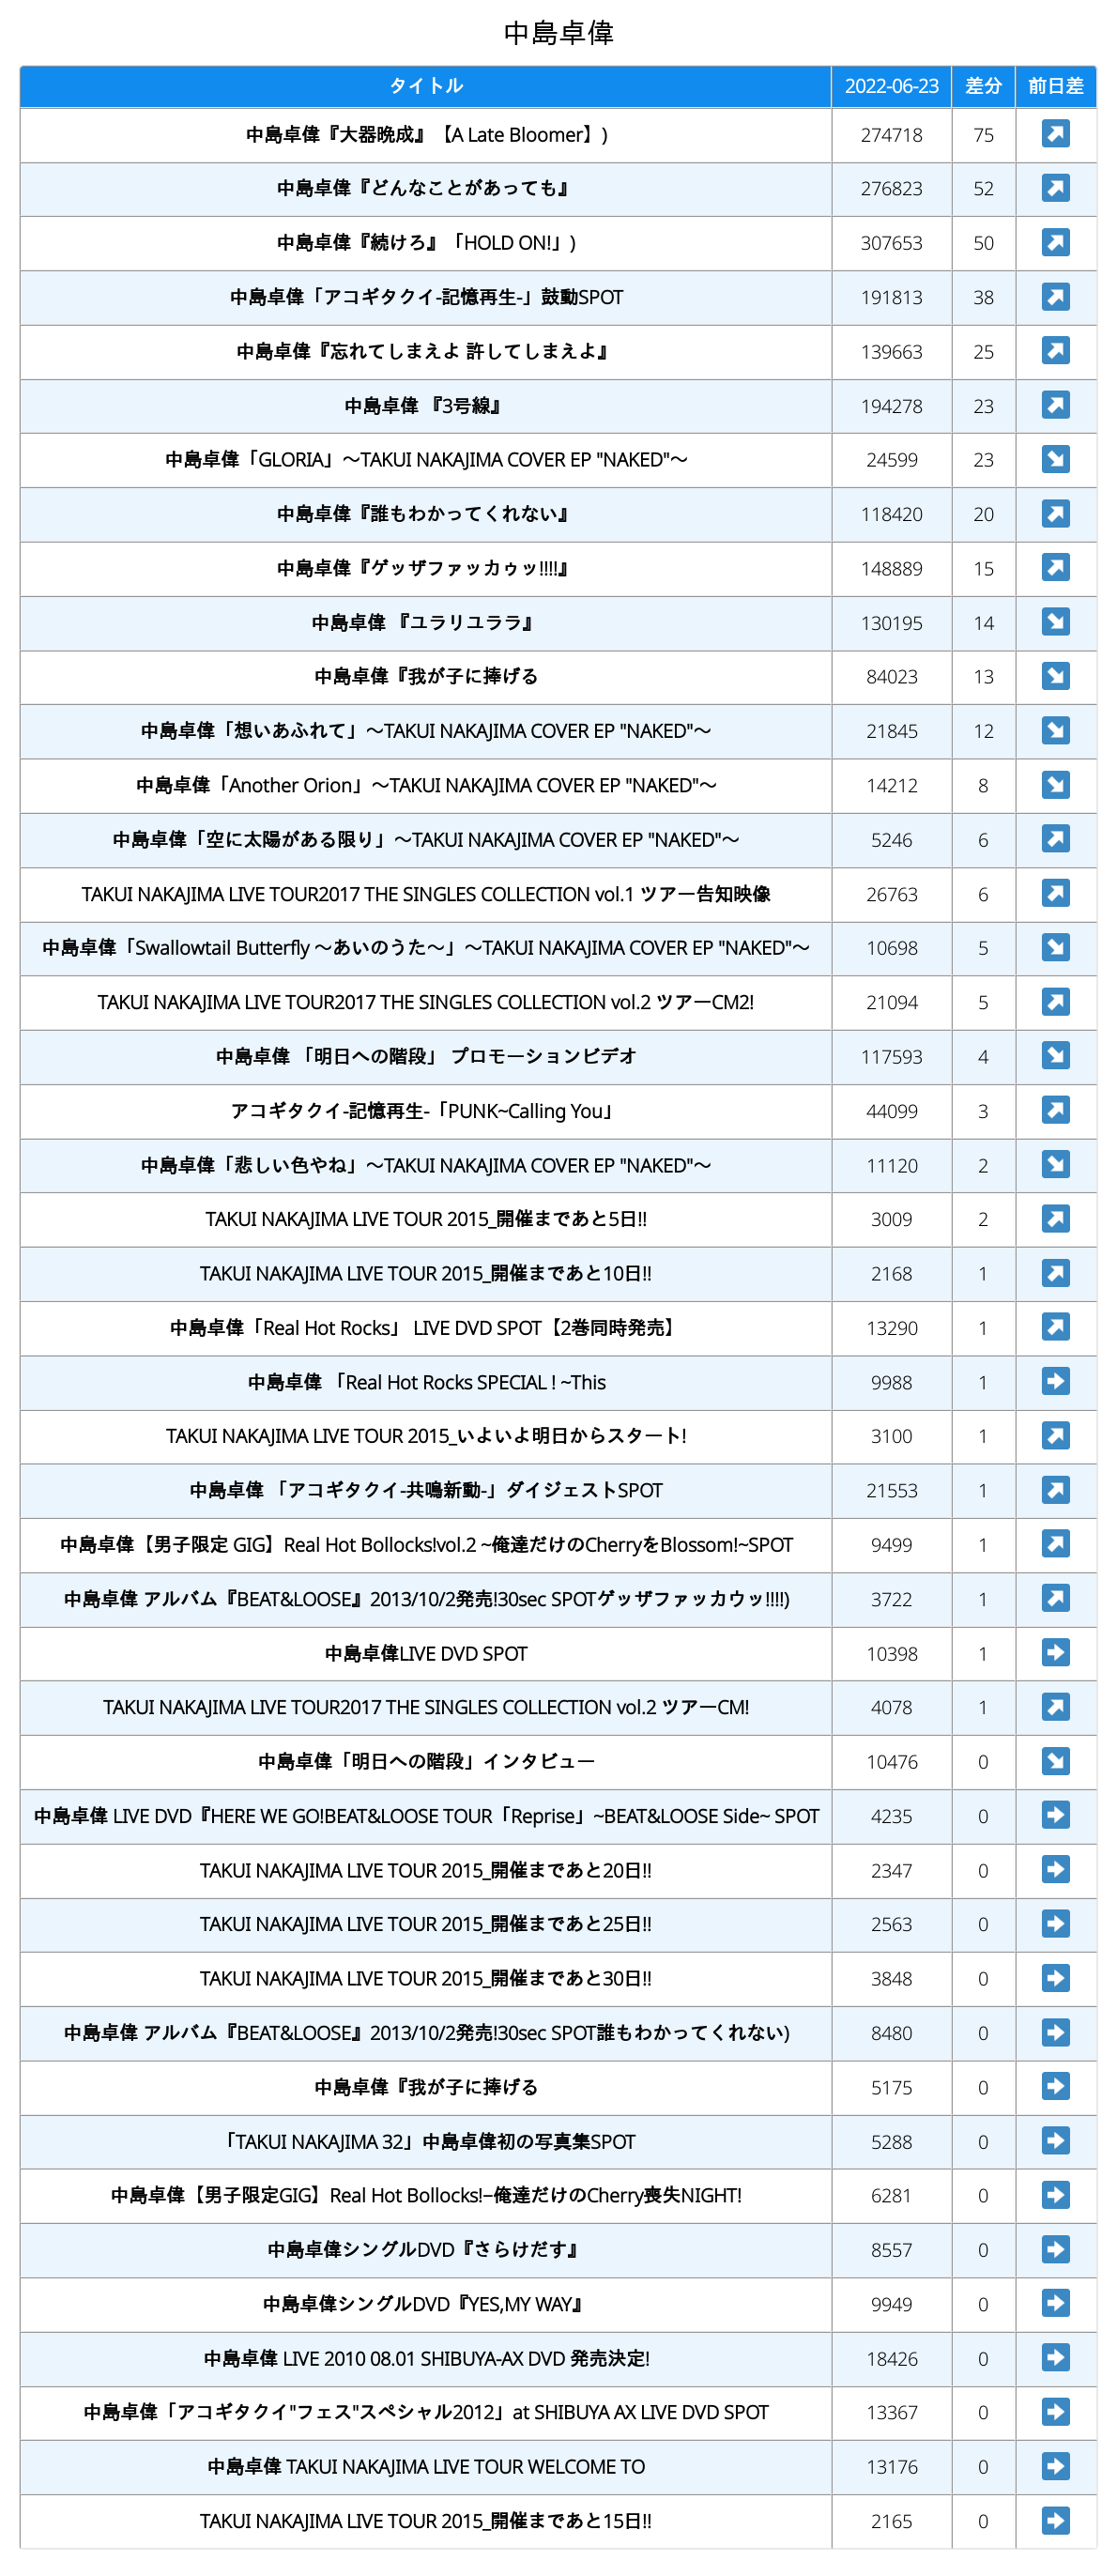 中島卓偉
タイトル 2022-06-23 差分 前日差
中島卓偉『大器晩成』【A Late Bloomer】) 274718 75
中島卓偉『どんなことがあっても』 276823 52
中島卓偉『続けろ』「HOLD ON!」) 307653 50
中島卓偉「アコギタクイ-記憶再生-」鼓動SPOT 191813 38
中島卓偉『忘れてしまえよ 許してしまえよ』 139663 25
中島卓偉 『3号線』 194278 23
中島卓偉「GLORIA」〜TAKUI NAKAJIMA COVER EP "NAKED"〜 24599 23
中島卓偉『誰もわかってくれない』 118420 20
中島卓偉『ゲッザファッカゥッ!!!!』 148889 15
中島卓偉 『ユラリユララ』 130195 14
中島卓偉『我が子に捧げる 84023 13
中島卓偉「想いあふれて」〜TAKUI NAKAJIMA COVER EP "NAKED"〜 21845 12
中島卓偉「Another Orion」〜TAKUI NAKAJIMA COVER EP "NAKED"〜 14212 8
中島卓偉「空に太陽がある限り」〜TAKUI NAKAJIMA COVER EP "NAKED"〜 5246 6
TAKUI NAKAJIMA LIVE TOUR2017 THE SINGLES COLLECTION vol.1 ツアー告知映像 26763 6
中島卓偉「Swallowtail Butterfly 〜あいのうた〜」〜TAKUI NAKAJIMA COVER EP "NAKED"〜 10698 5
TAKUI NAKAJIMA LIVE TOUR2017 THE SINGLES COLLECTION vol.2 ツアーCM2! 21094 5
中島卓偉 「明日への階段」 プロモーションビデオ 117593 4
アコギタクイ-記憶再生-「PUNK~Calling You」 44099 3
中島卓偉「悲しい色やね」〜TAKUI NAKAJIMA COVER EP "NAKED"〜 11120 2
TAKUI NAKAJIMA LIVE TOUR 2015_開催まであと5日!! 3009 2
TAKUI NAKAJIMA LIVE TOUR 2015_開催まであと10日!! 2168 1
中島卓偉「Real Hot Rocks」 LIVE DVD SPOT【2巻同時発売】 13290 1
中島卓偉 「Real Hot Rocks SPECIAL ! ~This 9988 1
TAKUI NAKAJIMA LIVE TOUR 2015_いよいよ明日からスタート! 3100 1
中島卓偉 「アコギタクイ-共鳴新動-」ダイジェストSPOT 21553 1
中島卓偉【男子限定 GIG】Real Hot Bollocks!vol.2 ~俺達だけのCherryをBlossom!~SPOT 9499 1
中島卓偉 アルバム『BEAT&LOOSE』2013/10/2発売!30sec SPOTゲッザファッカウッ!!!!) 3722 1
中島卓偉LIVE DVD SPOT 10398 1
TAKUI NAKAJIMA LIVE TOUR2017 THE SINGLES COLLECTION vol.2 ツアーCM! 4078 1
中島卓偉「明日への階段」インタビュー 10476 0
中島卓偉 LIVE DVD『HERE WE GO!BEAT&LOOSE TOUR「Reprise」~BEAT&LOOSE Side~ SPOT 4235 0
TAKUI NAKAJIMA LIVE TOUR 2015_開催まであと20日!! 2347 0
TAKUI NAKAJIMA LIVE TOUR 2015_開催まであと25日!! 2563 0
TAKUI NAKAJIMA LIVE TOUR 2015_開催まであと30日!! 3848 0
中島卓偉 アルバム『BEAT&LOOSE』2013/10/2発売!30sec SPOT誰もわかってくれない) 8480 0
中島卓偉『我が子に捧げる 5175 0
「TAKUI NAKAJIMA 32」中島卓偉初の写真集SPOT 5288 0
中島卓偉【男子限定GIG】Real Hot Bollocks!−俺達だけのCherry喪失NIGHT! 6281 0
中島卓偉シングルDVD『さらけだす』 8557 0
中島卓偉シングルDVD『YES,MY WAY』 9949 0
中島卓偉 LIVE 2010 08.01 SHIBUYA-AX DVD 発売決定! 18426 0
中島卓偉「アコギタクイ"フェス"スペシャル2012」at SHIBUYA AX LIVE DVD SPOT 13367 0
中島卓偉 TAKUI NAKAJIMA LIVE TOUR WELCOME TO 13176 0
TAKUI NAKAJIMA LIVE TOUR 2015_開催まであと15日!! 2165 0